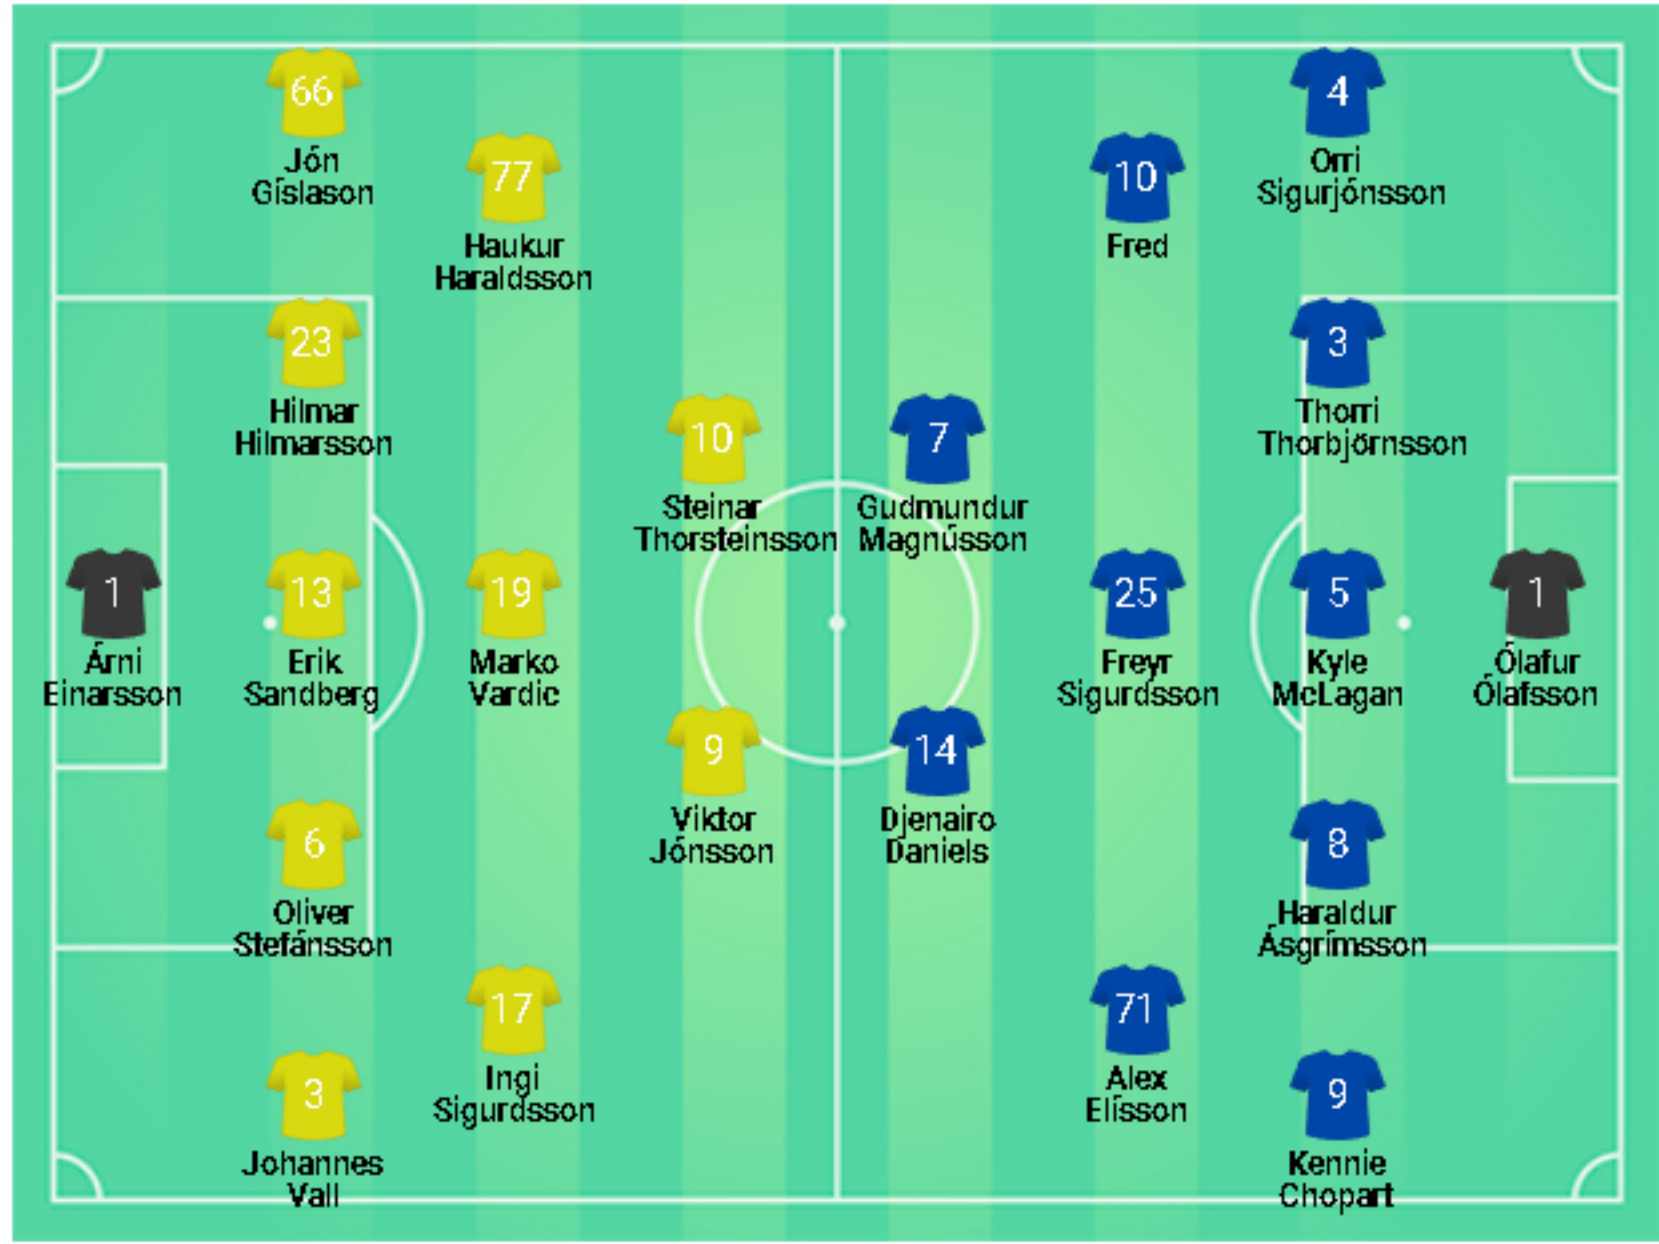 66
Jón
Gíslason
77
Haukur
Haraldsson
23
Hilmar
Hilmarsson
10
Steinar
Thorsteinsson
1
Árni
Einarsson
13
Erik
Sandberg
19
Marko
Vardic
9
Viktor
Jónsson
6
Oliver
Stefánsson
17
Ingi
Sigurdsson
3
Johannes
Vall
4
Orri
Sigurjónsson
10
Fred
3
Thorri
Thorbjörnsson
7
Gudmundur
Magnússon
25
Freyr
Sigurdsson
5
Kyle
McLagan
1
Ólafur
Ólafsson
14
Djenairo
Daniels
8
Haraldur
Ásgrímsson
71
Alex
Elísson
9
Kennie
Chopart